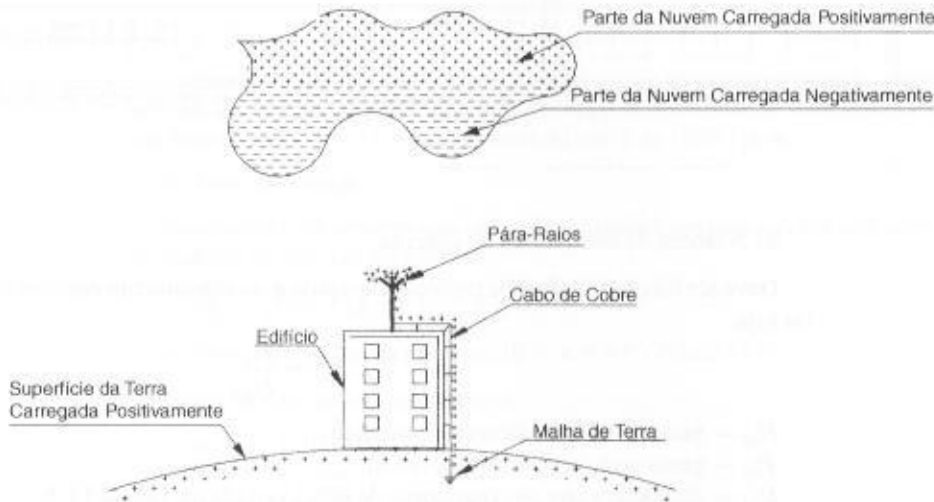 Parte da Nuvem Carregada Positivamente
Parte da Nuvem Carregada Negativamente
Pára-Raios
Cabo de Cobre
Edifício
Superfície da Terra
Carregada Positivamente
Malha de Terra